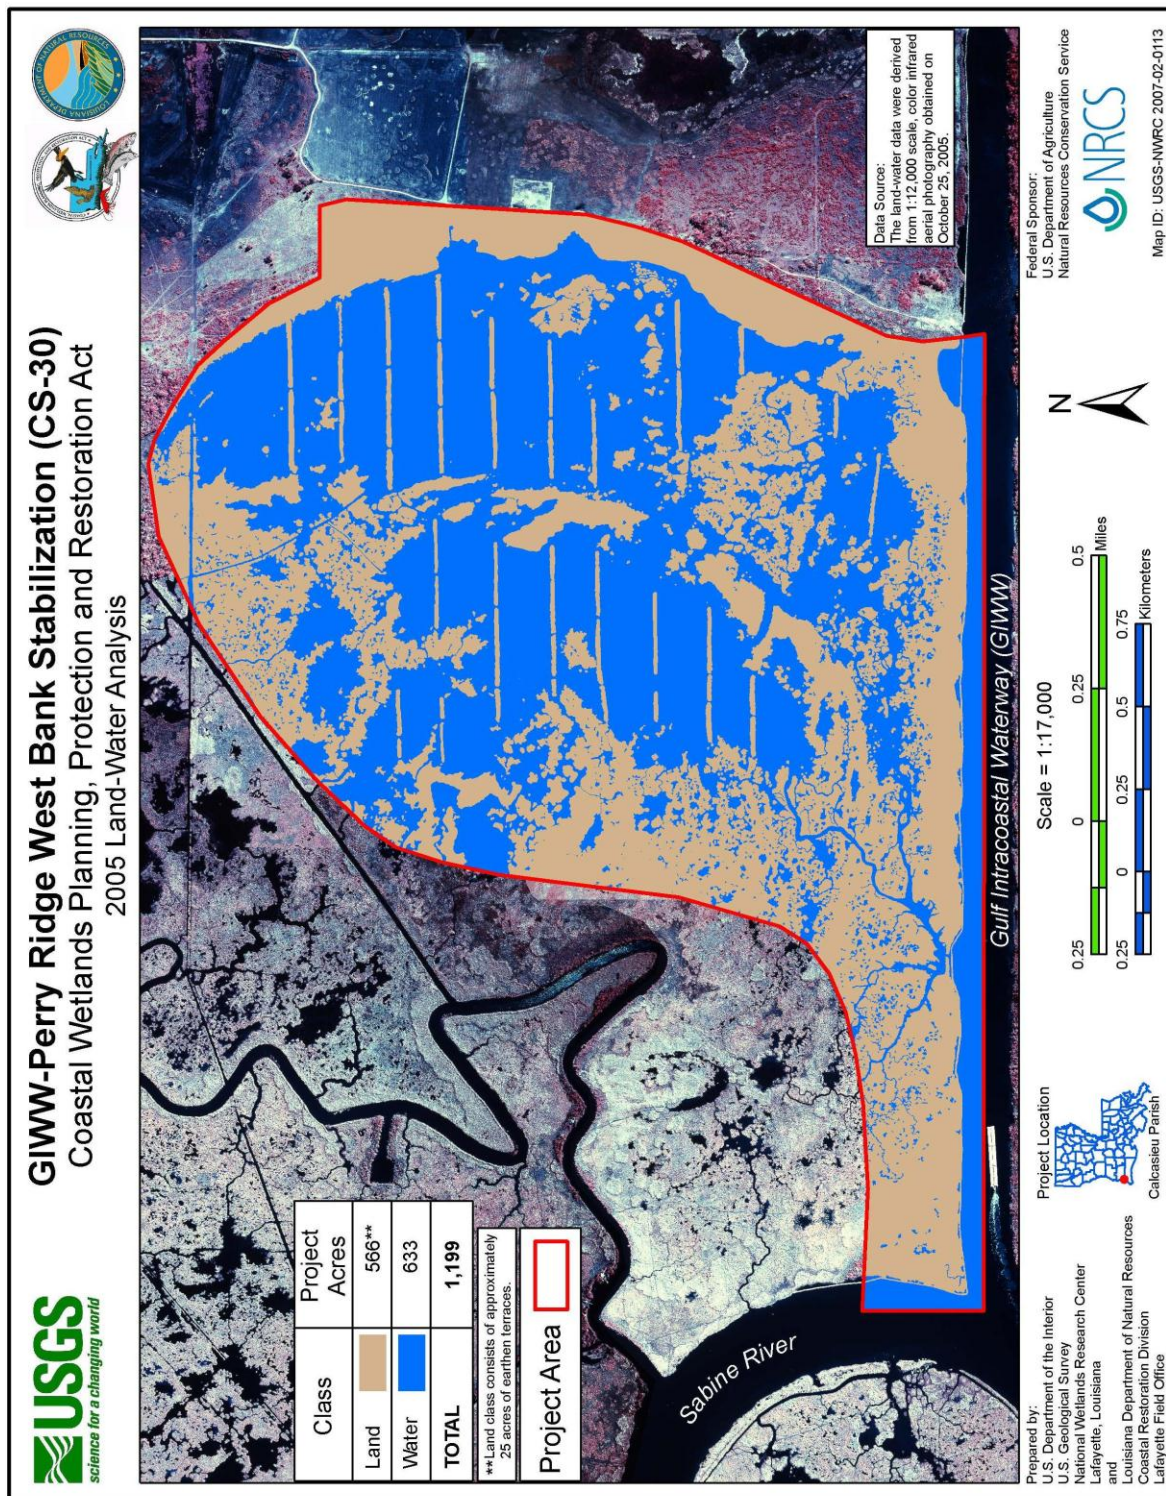 USGS
science for a changing world
GIWW-Perry Ridge West Bank Stabilization (CS-30)
Coastal Wetlands Planning, Protection and Restoration Act
2005 Land-Water Analysis
LOUISIANA DEPARTMENT OF NATURAL RESOURCES
Class
Project
Acres
Land
566**
Water
633
TOTAL
1,199
**Land class consists of approximately
25 acres of earthen terraces.
Project Area
Sabine River
Gulf Intracoastal Waterway (GIWW)
Data Source:
The land-water data were derived
from 1:12,000 scale, color infrared
aerial photography obtained on
October 25, 2005.
Prepared by:
U.S. Department of the Interior
U.S. Geological Survey
National Wetlands Research Center
Lafayette, Louisiana
and
Louisiana Department of Natural Resources
Coastal Restoration Division
Lafayette Field Office
Project Location
Calcasieu Parish
Scale = 1:17,000
0.25
0
0.25
0.5
Miles
0.25
0
0.25
0.5
0.75
Kilometers
N
Federal Sponsor:
U.S. Department of Agriculture
Natural Resources Conservation Service
NRCS
Map ID: USGS-NWRC 2007-02-0113